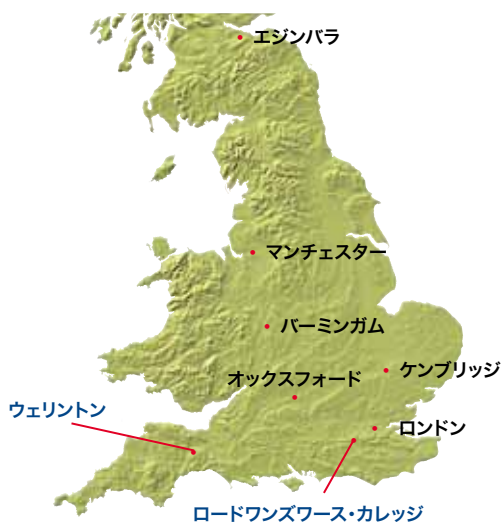 エジンバラ
マンチェスター
バーミンガム
ケンブリッジ
オックスフォード
ウェリントン
ロンドン
ロードワンズワース・カレッジ